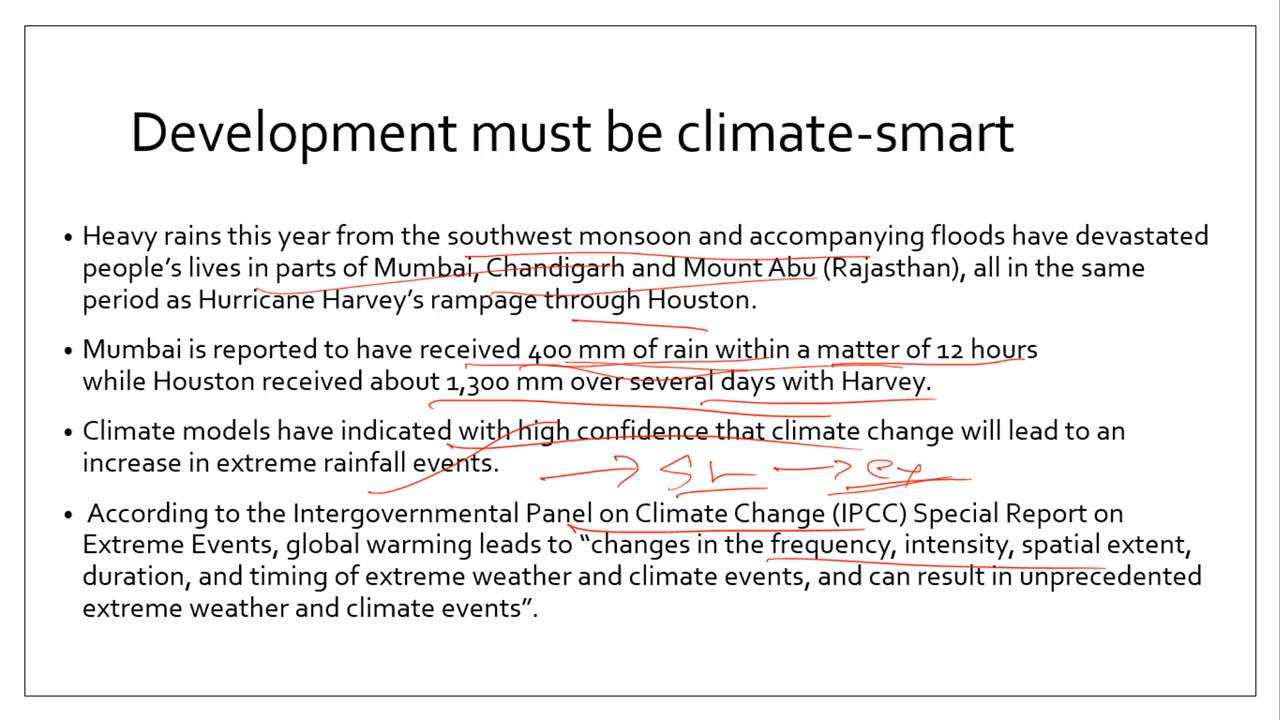 Development must be climate-smart
• Heavy rains this year from the southwest monsoon and accompanying floods have devastated
people’s lives in parts of Mumbai, Chandigarh and Mount Abu (Rajasthan), all in the same
period as Hurricane Harvey’s rampage through Houston.
• Mumbai is reported to have received 400 mm of rain within a matter of 12 hours
while Houston received about 1,300 mm over several days with Harvey.
• Climate models have indicated with high confidence that climate change will lead to an
increase in extreme rainfall events.
• According to the Intergovernmental Panel on Climate Change (IPCC) Special Report on
Extreme Events, global warming leads to “changes in the frequency, intensity, spatial extent,
duration, and timing of extreme weather and climate events, and can result in unprecedented
extreme weather and climate events”.